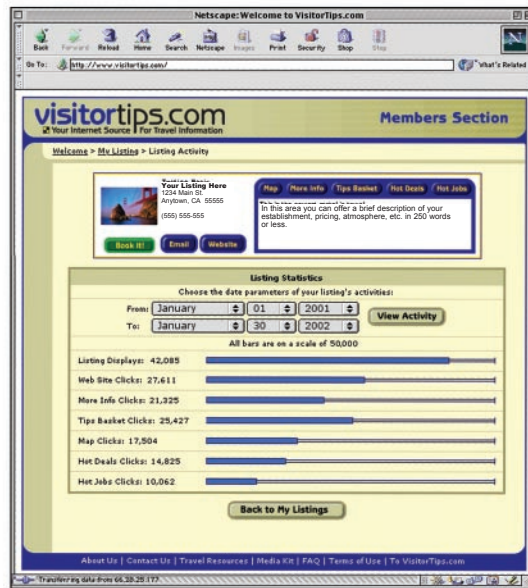 Netscape: Welcome to VisitorTips.com
Back Forward Reload Home Search Netscape Images Print Security Shop Stop
Go To: http://www.visitortips.com/ What's Related
visitortips.com
Your Internet Source For Travel Information
Members Section
Welcome > My Listing > Listing Activity
Your Listing Here
1234 Main St.
Anytown, CA 55555
(555) 555-555
Book It! Email Website
Map More Info Tips Basket Hot Deals Hot Jobs
In this area you can offer a brief description of your
establishment, pricing, atmosphere, etc. in 250 words
or less.
Listing Statistics
Choose the date parameters of your listing's activities:
From: January 01 2001
To: January 30 2002
View Activity
All bars are on a scale of 50,000
Listing Displays: 42,085
Web Site Clicks: 27,611
More Info Clicks: 21,325
Tips Basket Clicks: 25,427
Map Clicks: 17,504
Hot Deals Clicks: 14,825
Hot Jobs Clicks: 10,062
Back to My Listings
About Us | Contact Us | Travel Resources | Media Kit | FAQ | Terms of Use | To VisitorTips.com
Transferring data from 66.28.25.177